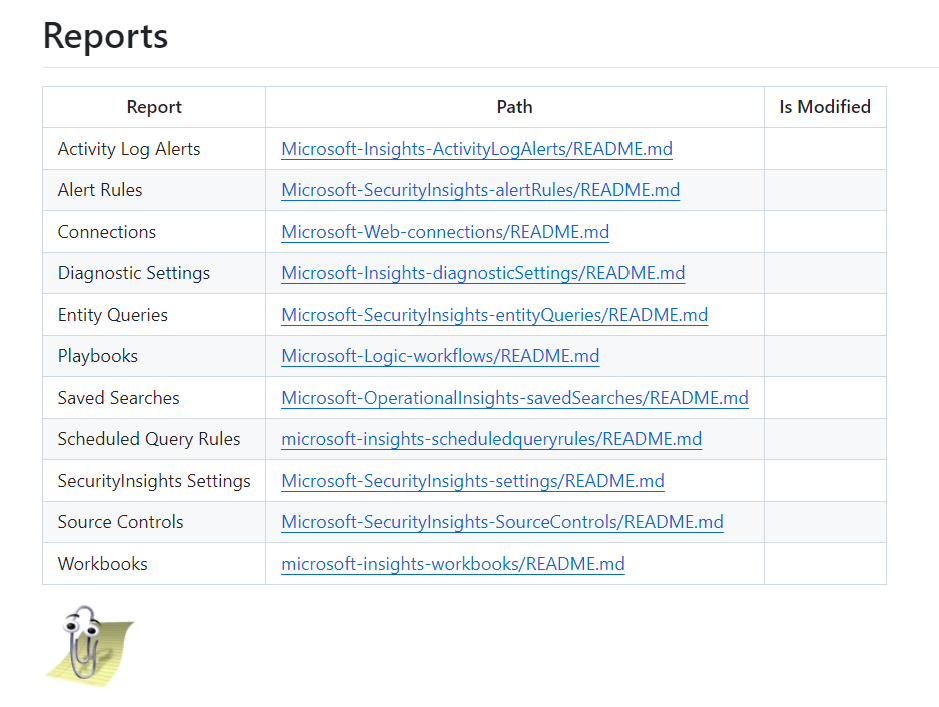 Reports
Report Path Is Modified
Activity Log Alerts Microsoft-Insights-ActivityLogAlerts/README.md
Alert Rules Microsoft-SecurityInsights-alertRules/README.md
Connections Microsoft-Web-connections/README.md
Diagnostic Settings Microsoft-Insights-diagnosticSettings/README.md
Entity Queries Microsoft-SecurityInsights-entityQueries/README.md
Playbooks Microsoft-Logic-workflows/README.md
Saved Searches Microsoft-OperationalInsights-savedSearches/README.md
Scheduled Query Rules microsoft-insights-scheduledqueryrules/README.md
SecurityInsights Settings Microsoft-SecurityInsights-settings/README.md
Source Controls Microsoft-SecurityInsights-SourceControls/README.md
Workbooks microsoft-insights-workbooks/README.md